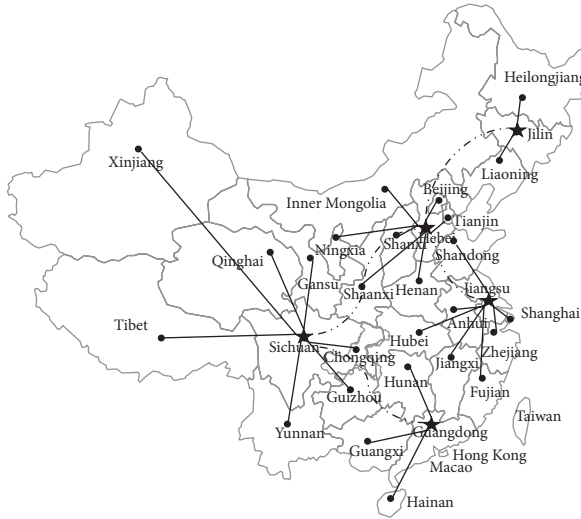 Heilongjiang
Jilin
Xinjiang
Liaoning
Beijing
Inner Mongolia
Tianjin
Ningxia
Shanxi
Hebei
Shandong
Qinghai
Gansu
Shaanxi
Henan
Jiangsu
Tibet
Anhui
Shanghai
Sichuan
Hubei
Chongqing
Zhejiang
Jiangxi
Hunan
Guizhou
Fujian
Taiwan
Yunnan
Guangdong
Guangxi
Hong Kong
Macao
Hainan